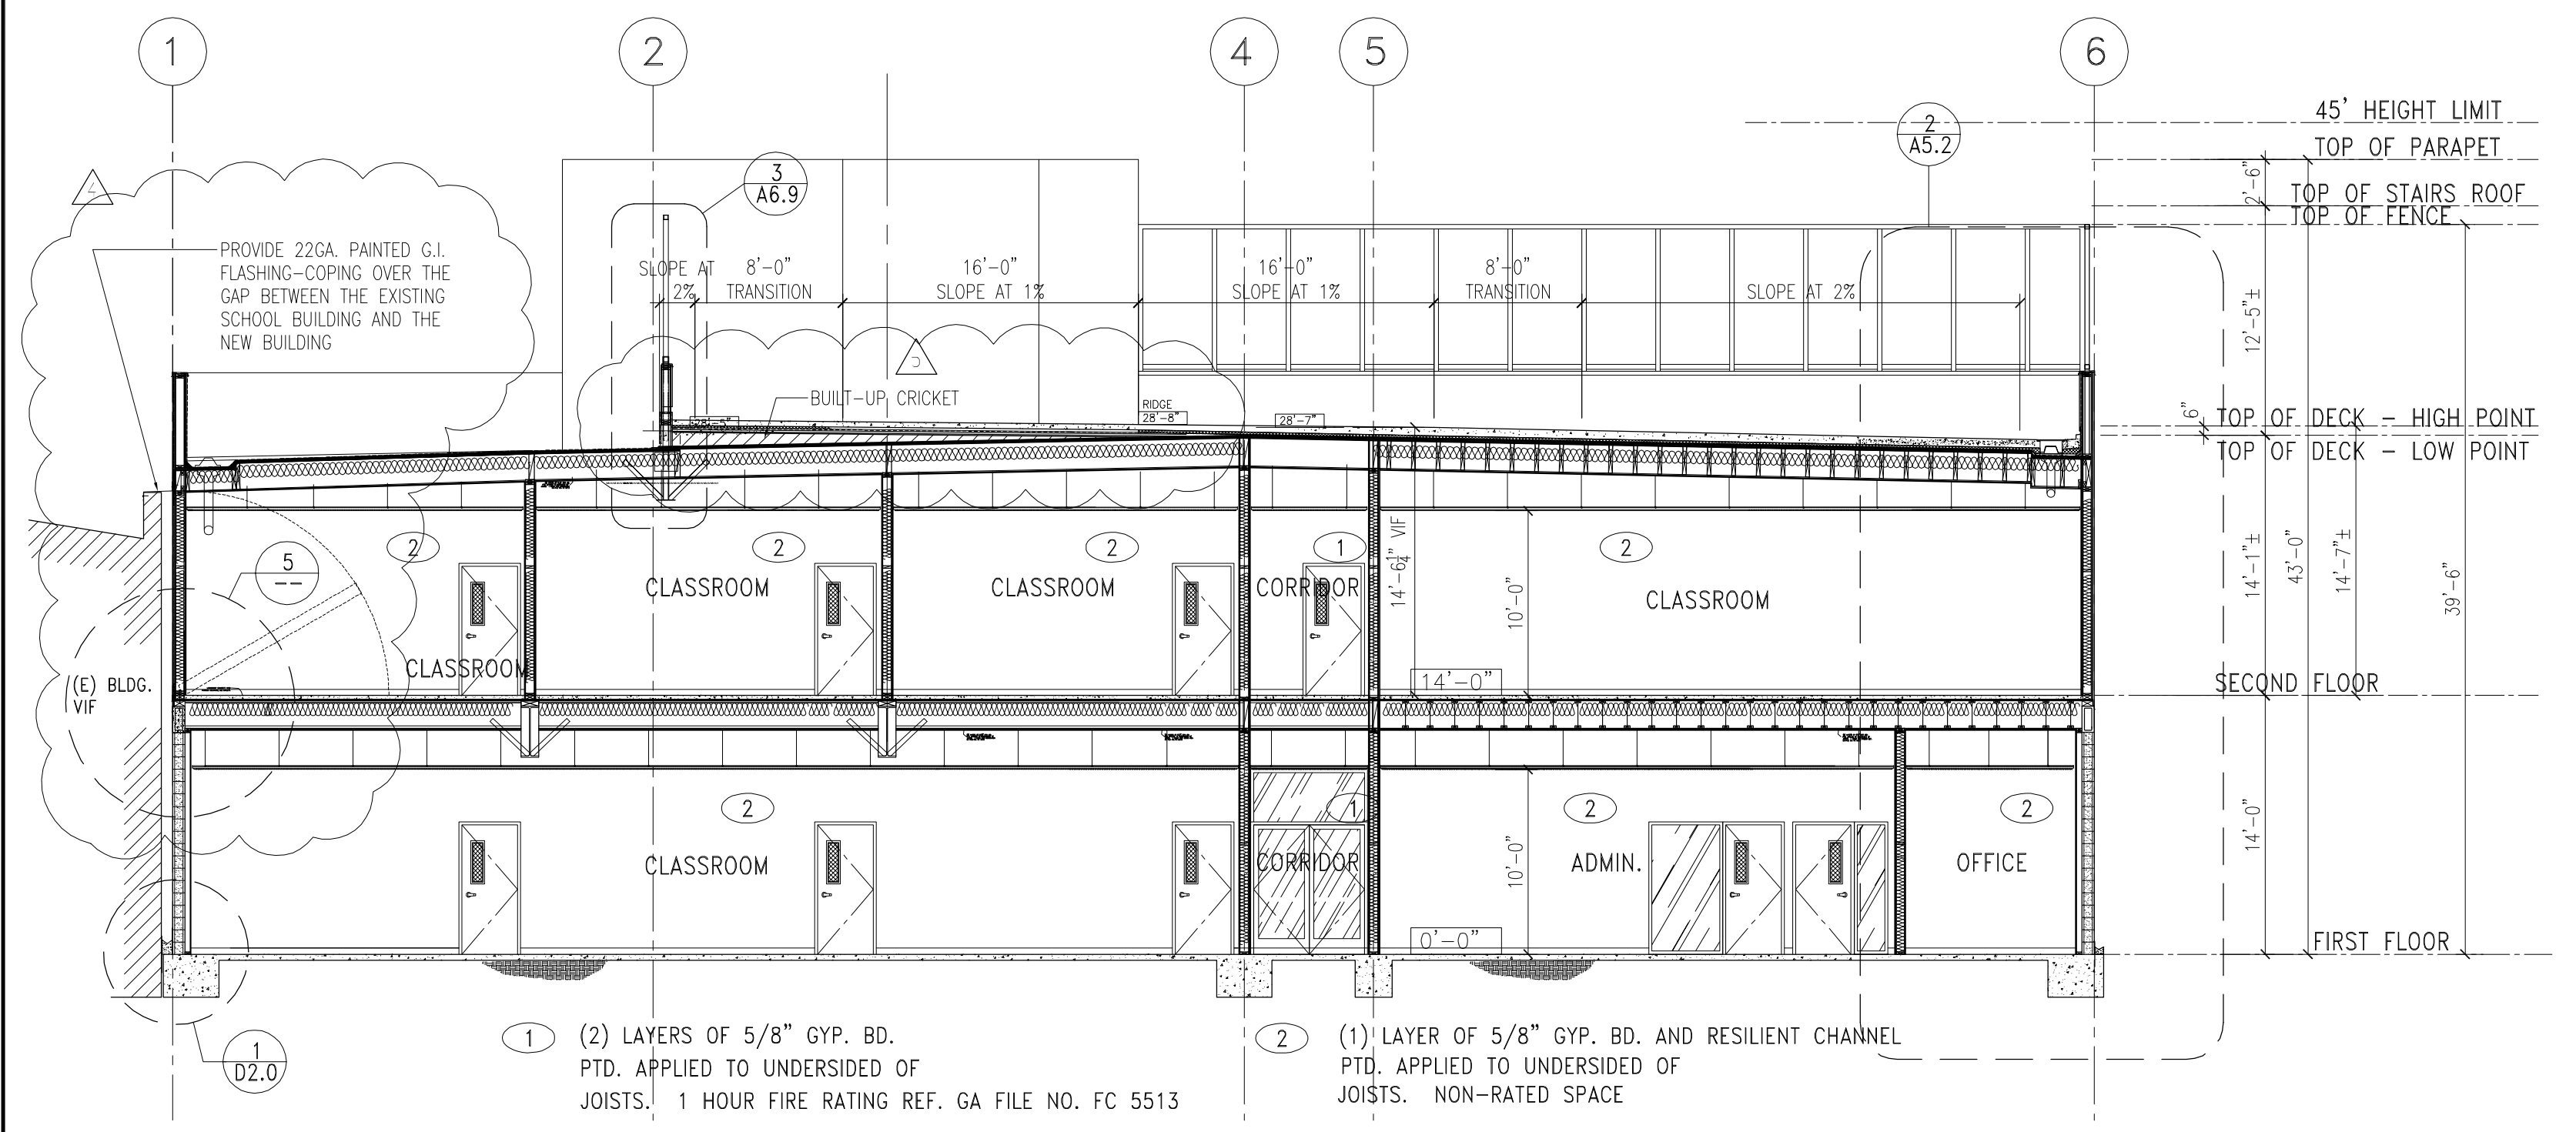 1
2
4
5
6
45' HEIGHT LIMIT
2
A5.2
TOP OF PARAPET
3
A6.9
4
2'-6"
TOP OF STAIRS ROOF
TOP OF FENCE
PROVIDE 22GA. PAINTED G.I.
FLASHING-COPING OVER THE
GAP BETWEEN THE EXISTING
SCHOOL BUILDING AND THE
NEW BUILDING
SLOPE AT
2%
8'-0"
TRANSITION
16'-0"
SLOPE AT 1%
16'-0"
SLOPE AT 1%
8'-0"
TRANSITION
SLOPE AT 2%
12'-5"±
BUILT-UP CRICKET
RIDGE
28'-8"
28'-7"
28'-5"
6"
TOP OF DECK - HIGH POINT
TOP OF DECK - LOW POINT
5
--
2
2
2
1
2
CLASSROOM
CLASSROOM
CLASSROOM
CORRIDOR
CLASSROOM
14'-6 1/4" VIF
10'-0"
14'-1"±
43'-0"
14'-7"±
39'-6"
(E) BLDG.
VIF
14'-0"
SECOND FLOOR
2
1
2
2
CLASSROOM
CORRIDOR
10'-0"
ADMIN.
OFFICE
14'-0"
0'-0"
FIRST FLOOR
1
D2.0
1
(2) LAYERS OF 5/8" GYP. BD.
PTD. APPLIED TO UNDERSIDED OF
JOISTS. 1 HOUR FIRE RATING REF. GA FILE NO. FC 5513
2
(1) LAYER OF 5/8" GYP. BD. AND RESILIENT CHANNEL
PTD. APPLIED TO UNDERSIDED OF
JOISTS. NON-RATED SPACE